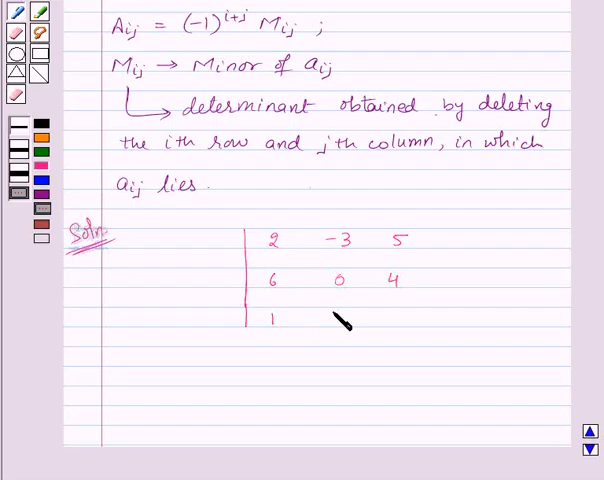 Aij = (-1)^i+j Mij ;
Mij → Minor of aij
↳ determinant obtained by deleting
the ith row and jth column, in which
aij lies.
Soln
2 -3 5
6 0 4
1